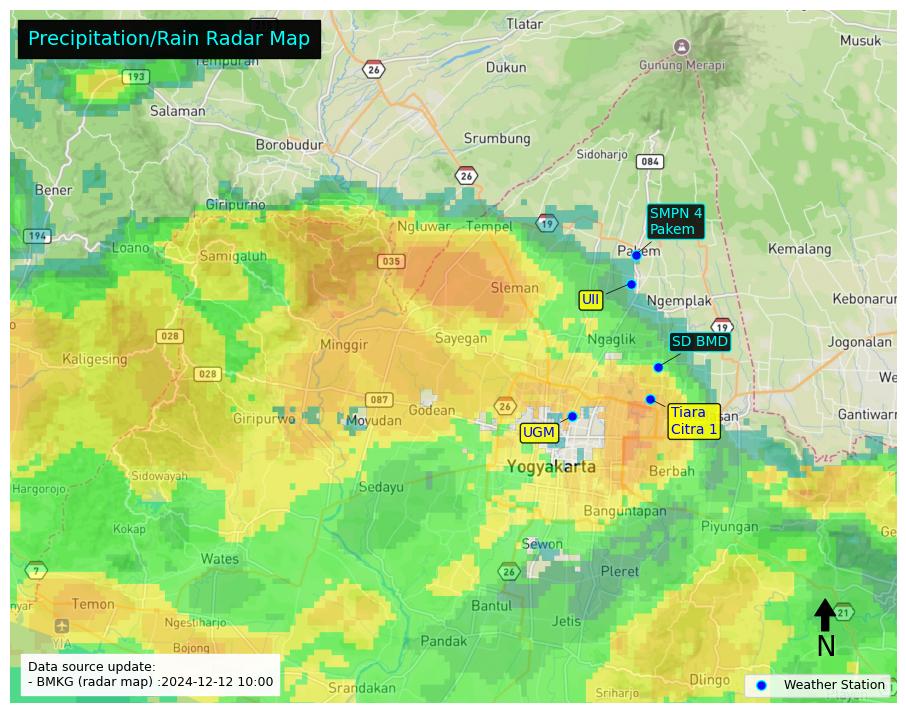 Precipitation/Rain Radar Map
Tlatar
Musuk
Tempuran
26
Dukun
Gunung Merapi
193
Salaman
Srumbung
Borobudur
Sidoharjo
084
26
Bener
Giripurno
SMPN 4
Pakem
194
Loano
Ngluwar
Tempel
19
Samigaluh
035
Pakem
Kemalang
Sleman
UII
Ngemplak
028
Minggir
Sayegan
Ngaglik
19
SD BMD
Jogonalan
Kaligesing
028
087
Godean
26
Giripurwo
Moyudan
UGM
Tiara
Citra 1
san
Yogyakarta
Berbah
Sidowayah
Sedayu
Hargorojo
Banguntapan
Kokap
Piyungan
Wates
Sewon
7
26
Pleret
Temon
Bantul
21
Ngestiharjo
Jetis
YIA
Bojong
Pandak
N
Data source update:
- BMKG (radar map) :2024-12-12 10:00
Srandakan
Dlingo
Sriharjo
Weather Station